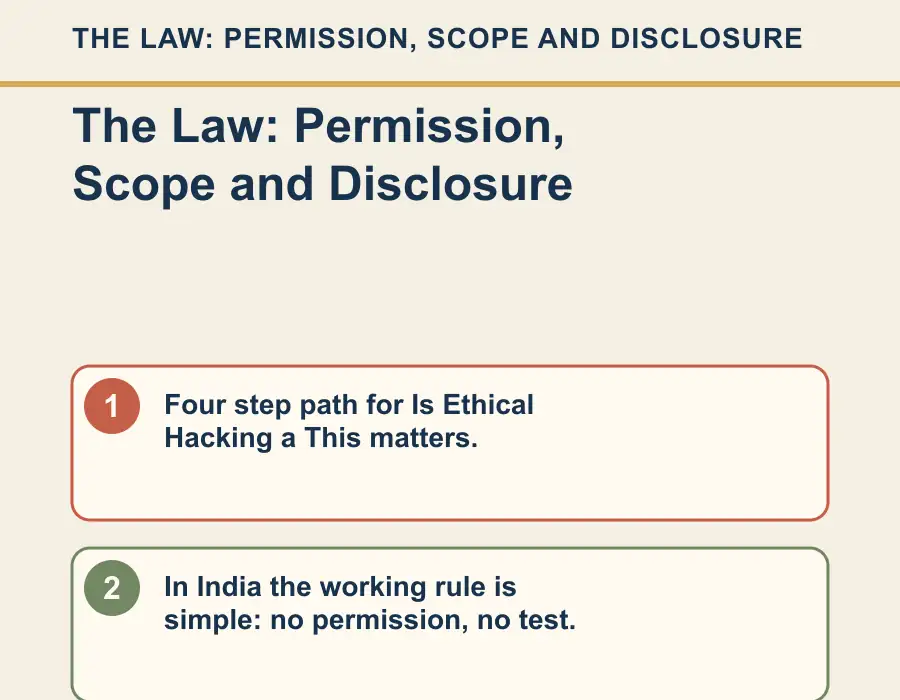 THE LAW: PERMISSION, SCOPE AND DISCLOSURE
The Law: Permission,
Scope and Disclosure
1
Four step path for Is Ethical
Hacking a This matters.
2
In India the working rule is
simple: no permission, no test.